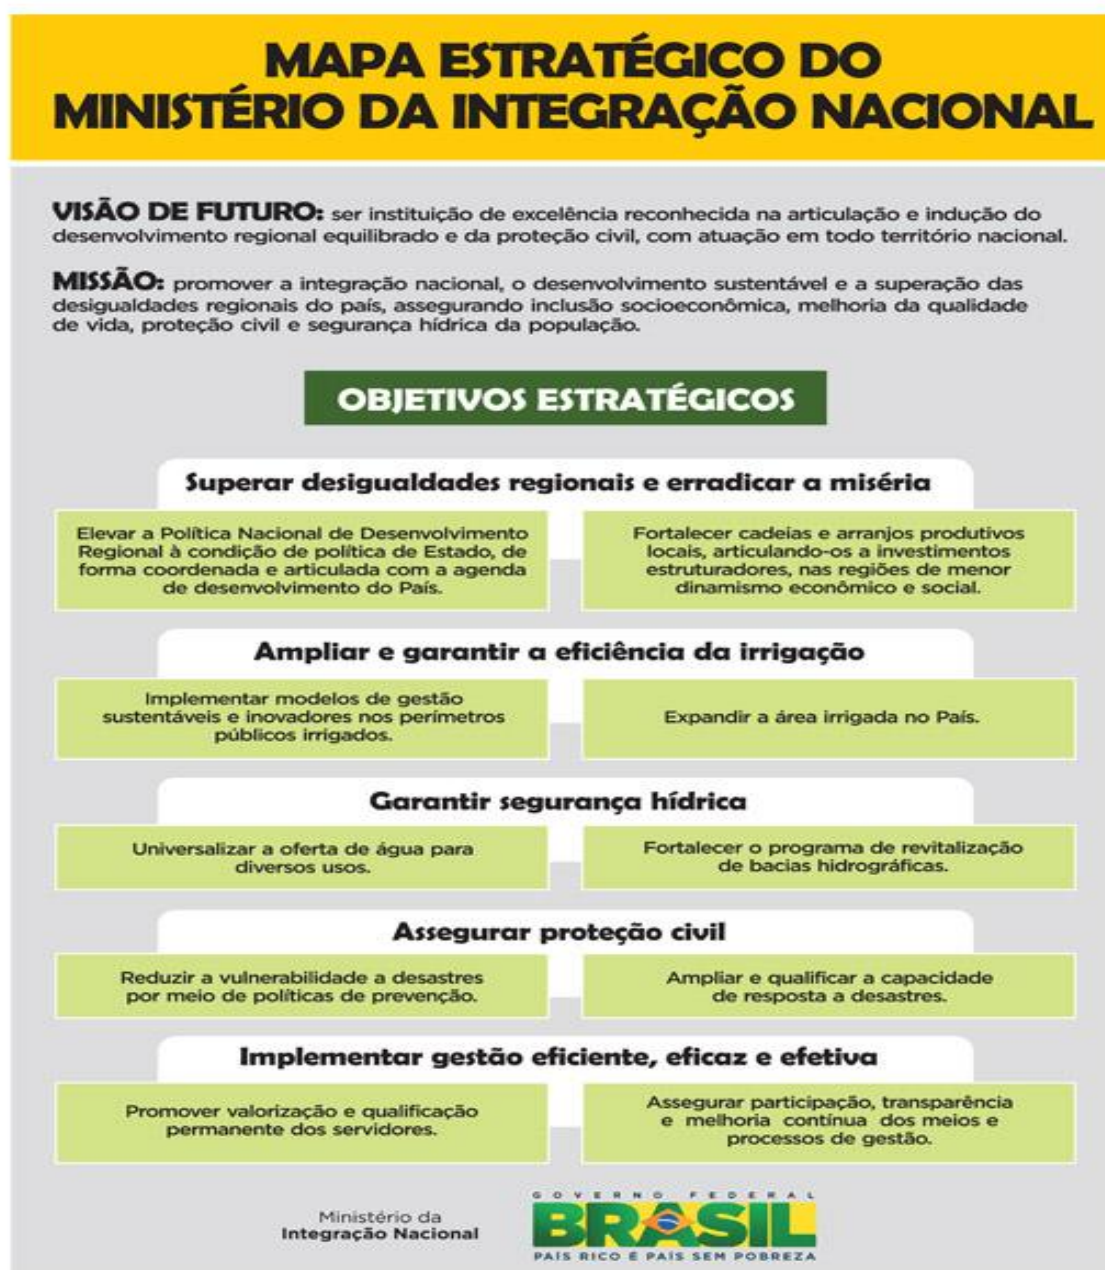 MAPA ESTRATÉGICO DO
MINISTÉRIO DA INTEGRAÇÃO NACIONAL
VISÃO DE FUTURO: ser instituição de excelência reconhecida na articulação e indução do
desenvolvimento regional equilibrado e da proteção civil, com atuação em todo território nacional.
MISSÃO: promover a integração nacional, o desenvolvimento sustentável e a superação das
desigualdades regionais do país, assegurando inclusão socioeconômica, melhoria da qualidade
de vida, proteção civil e segurança hídrica da população.
OBJETIVOS ESTRATÉGICOS
Superar desigualdades regionais e erradicar a miséria
Elevar a Política Nacional de Desenvolvimento
Regional à condição de política de Estado, de
forma coordenada e articulada com a agenda
de desenvolvimento do País.
Fortalecer cadeias e arranjos produtivos
locais, articulando-os a investimentos
estruturadores, nas regiões de menor
dinamismo econômico e social.
Ampliar e garantir a eficiência da irrigação
Implementar modelos de gestão
sustentáveis e inovadores nos perímetros
públicos irrigados.
Expandir a área irrigada no País.
Garantir segurança hídrica
Universalizar a oferta de água para
diversos usos.
Fortalecer o programa de revitalização
de bacias hidrográficas.
Assegurar proteção civil
Reduzir a vulnerabilidade a desastres
por meio de políticas de prevenção.
Ampliar e qualificar a capacidade
de resposta a desastres.
Implementar gestão eficiente, eficaz e efetiva
Promover valorização e qualificação
permanente dos servidores.
Assegurar participação, transparência
e melhoria contínua dos meios e
processos de gestão.
Ministério da
Integração Nacional
GOVERNO FEDERAL
BRASIL
PAÍS RICO É PAÍS SEM POBREZA